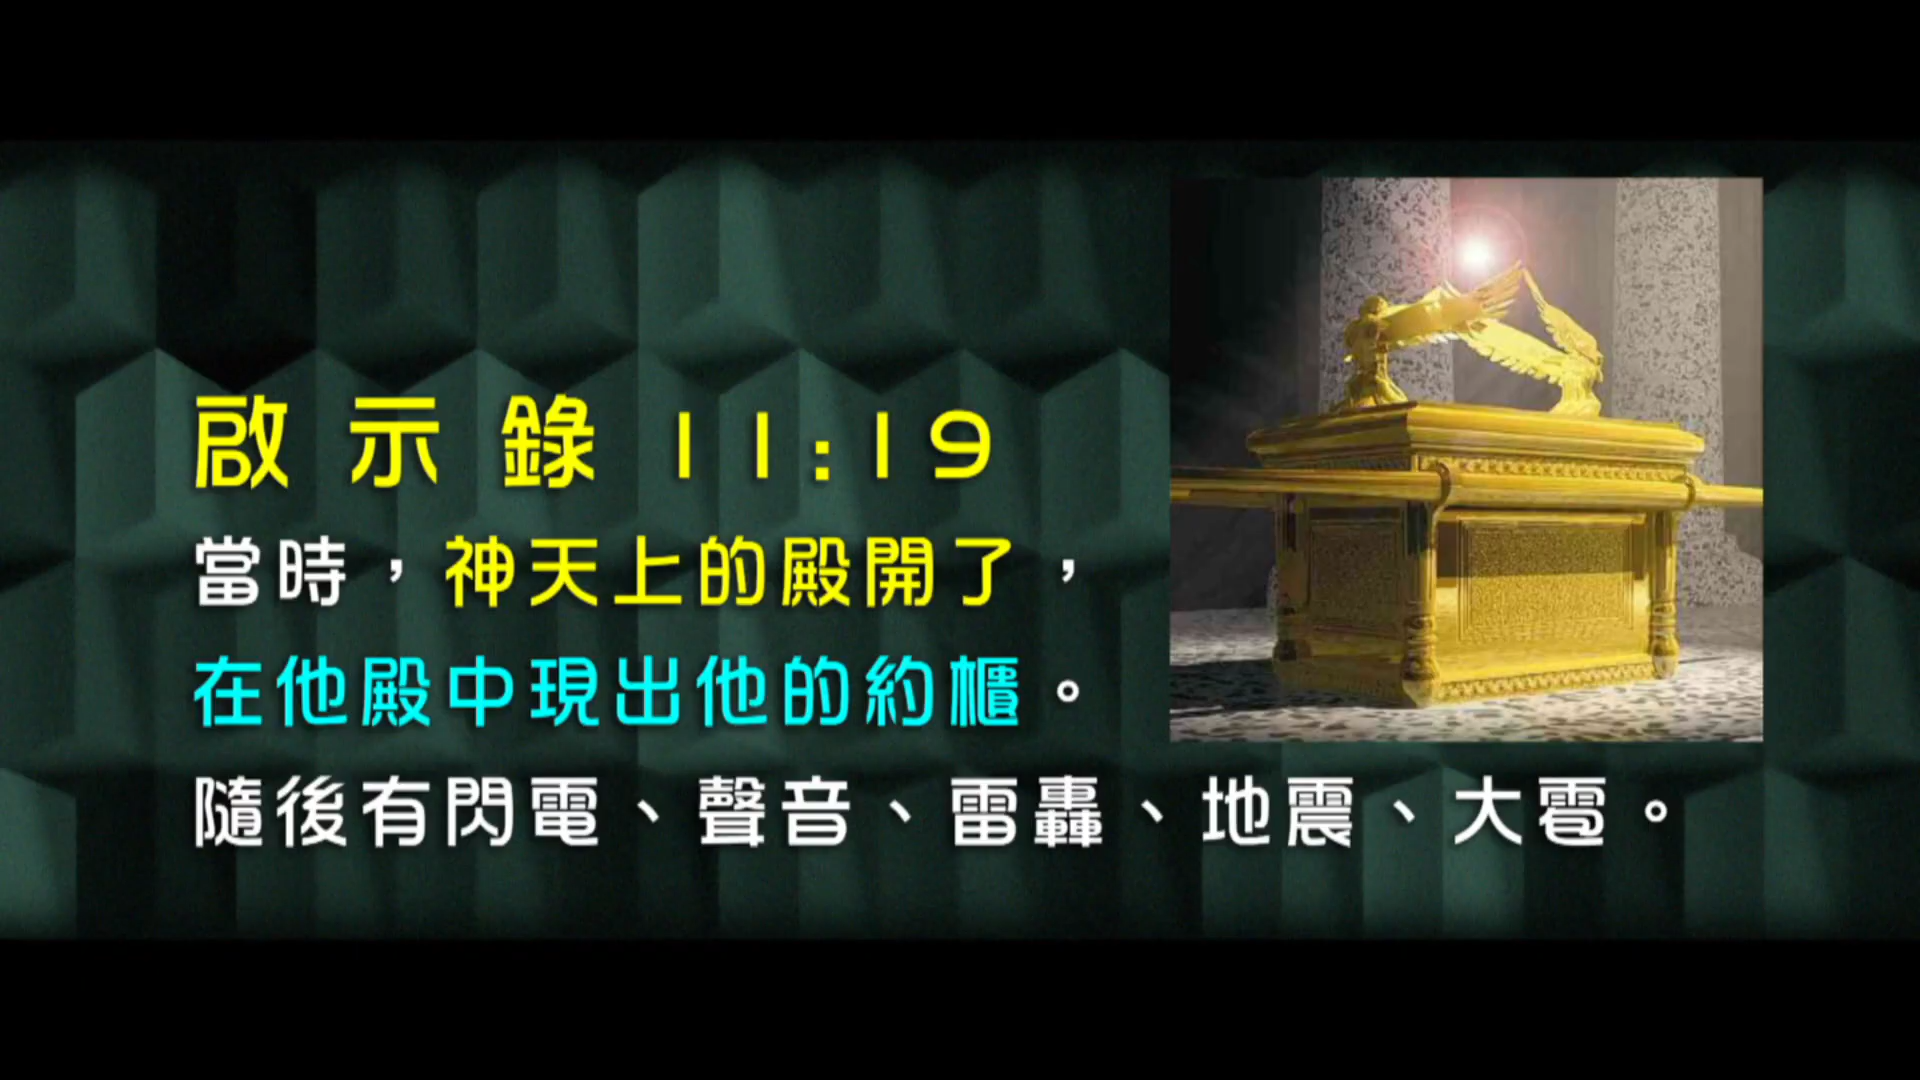 啟示錄 11:19
當時，神天上的殿開了，
在他殿中現出他的約櫃。
隨後有閃電、聲音、雷轟、地震、大雹。